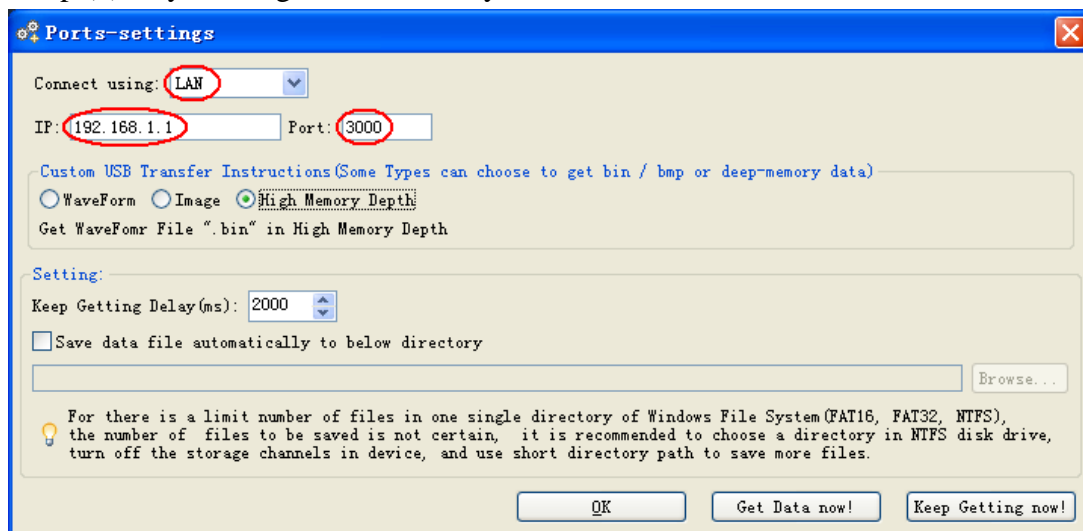 Ports-settings
Connect using: LAN
IP: 192.168.1.1 Port: 3000
Custom USB Transfer Instructions(Some Types can choose to get bin / bmp or deep-memory data)
WaveForm Image High Memory Depth
Get WaveFomr File ".bin" in High Memory Depth
Setting:
Keep Getting Delay(ms): 2000
Save data file automatically to below directory
Browse...
For there is a limit number of files in one single directory of Windows File System(FAT16, FAT32, NTFS),
the number of files to be saved is not certain, it is recommended to choose a directory in NTFS disk drive,
turn off the storage channels in device, and use short directory path to save more files.
OK Get Data now! Keep Getting now!